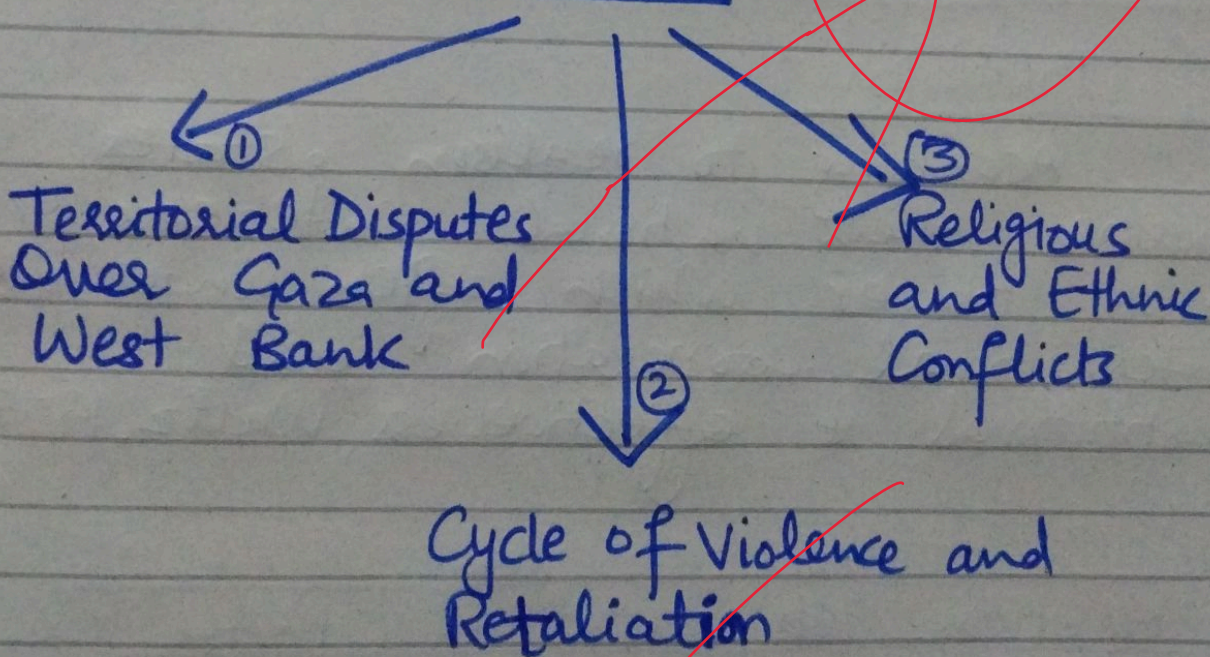 ①
Territorial Disputes
Over Gaza and
West Bank
③
Religious
and Ethnic
Conflicts
②
Cycle of Violence and
Retaliation